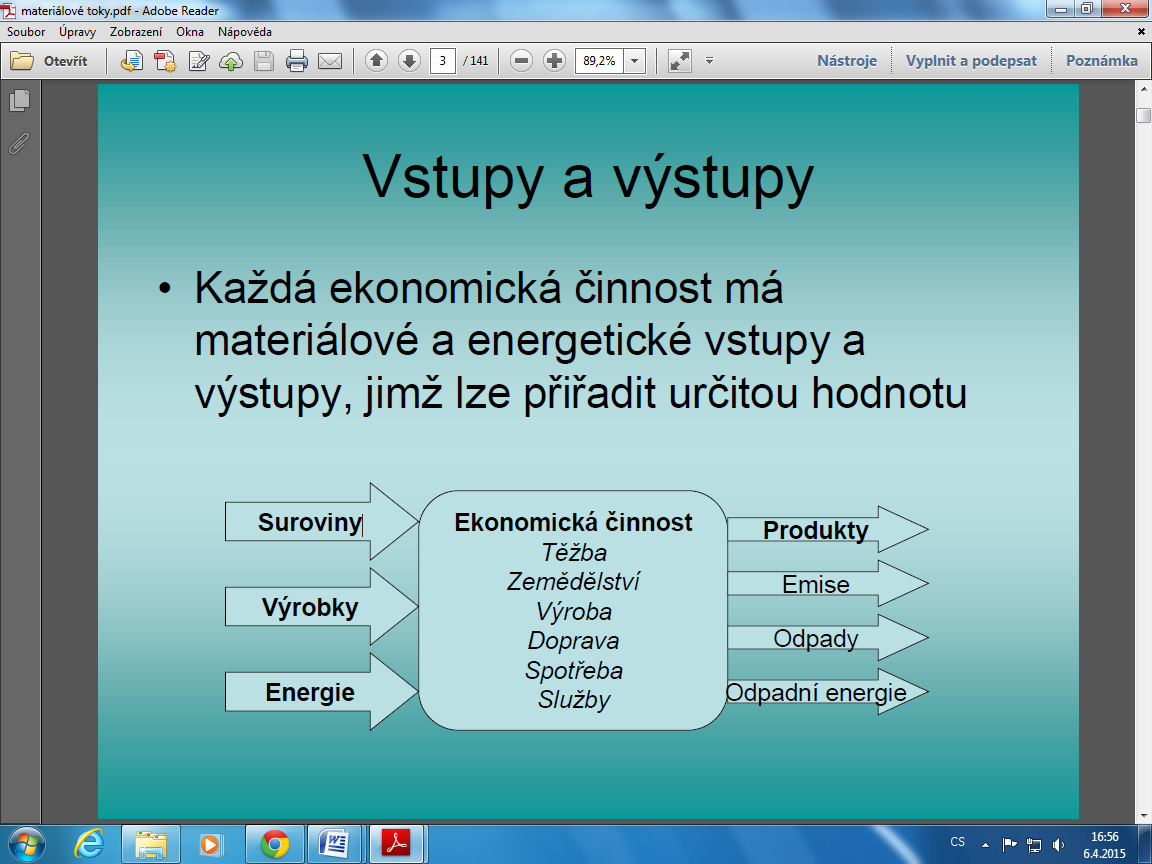 materiálové toky.pdf - Adobe Reader
Soubor Úpravy Zobrazení Okna Nápověda
Otevřít 3 / 141 89,2% Nástroje Vyplnit a podepsat Poznámka
Vstupy a výstupy
• Každá ekonomická činnost má
materiálové a energetické vstupy a
výstupy, jimž lze přiřadit určitou hodnotu
Suroviny
Výrobky
Energie
Ekonomická činnost
Těžba
Zemědělství
Výroba
Doprava
Spotřeba
Služby
Produkty
Emise
Odpady
Odpadní energie
CS
16:56
6.4.2015